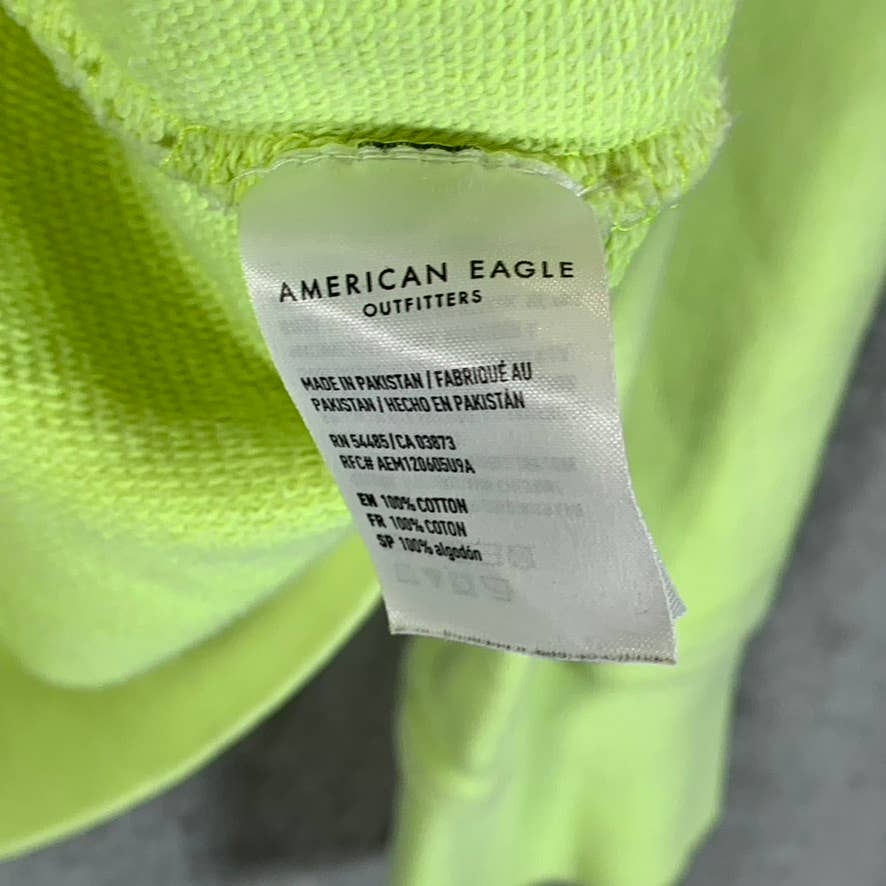 AMERICAN EAGLE
OUTFITTERS
MADE IN PAKISTAN / FABRIQUÉ AU
PAKISTAN / HECHO EN PAKISTÁN
RN 54485 / CA 03873
RFC# AEM120605U9A
EN 100% COTTON
FR 100% COTON
SP 100% algodón